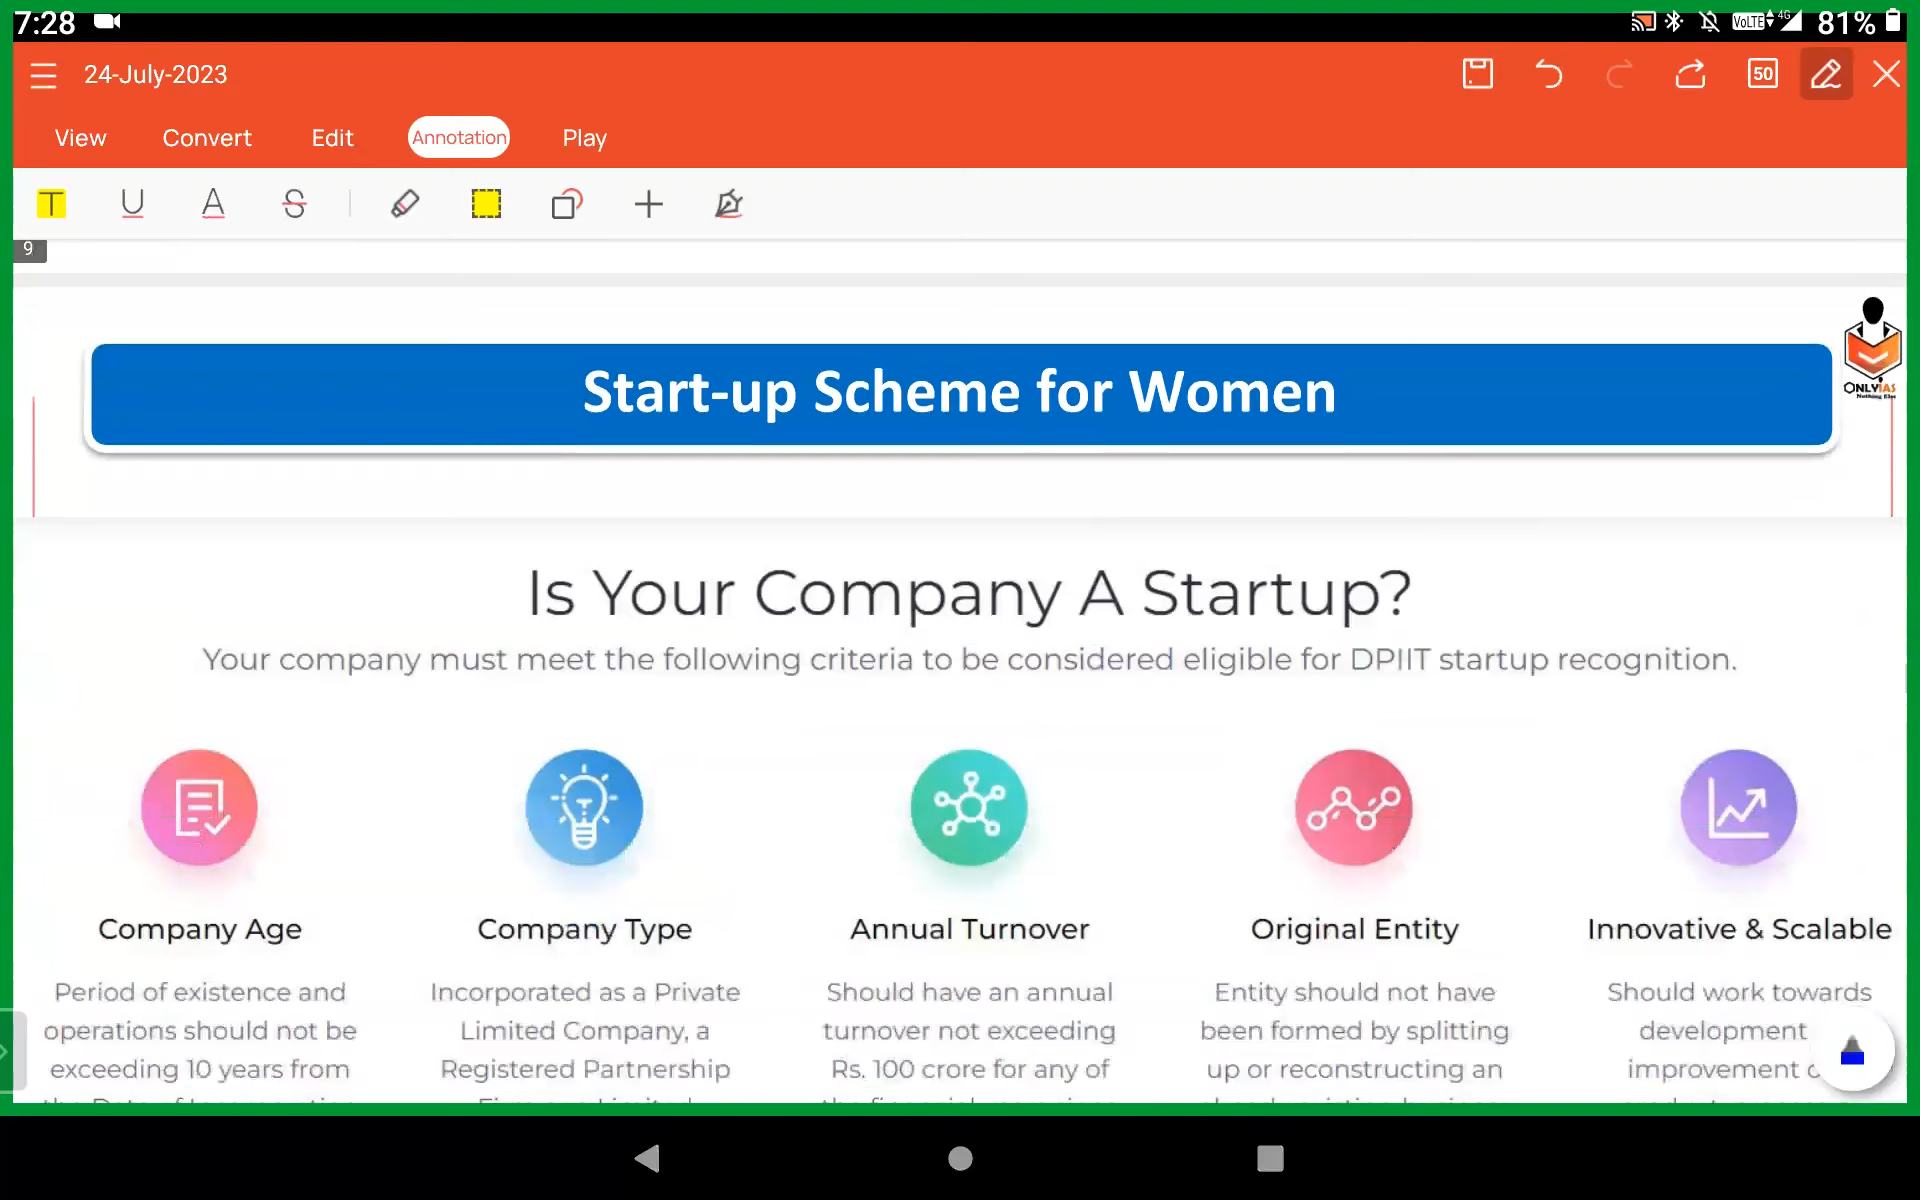 7:28
VoLTE 4G 81%
24-July-2023
50
View Convert Edit Annotation Play
T U A S
9
ONLYIAS
Nothing Else
Start-up Scheme for Women
Is Your Company A Startup?
Your company must meet the following criteria to be considered eligible for DPIIT startup recognition.
Company Age
Period of existence and
operations should not be
exceeding 10 years from
Company Type
Incorporated as a Private
Limited Company, a
Registered Partnership
Annual Turnover
Should have an annual
turnover not exceeding
Rs. 100 crore for any of
Original Entity
Entity should not have
been formed by splitting
up or reconstructing an
Innovative & Scalable
Should work towards
development
improvement